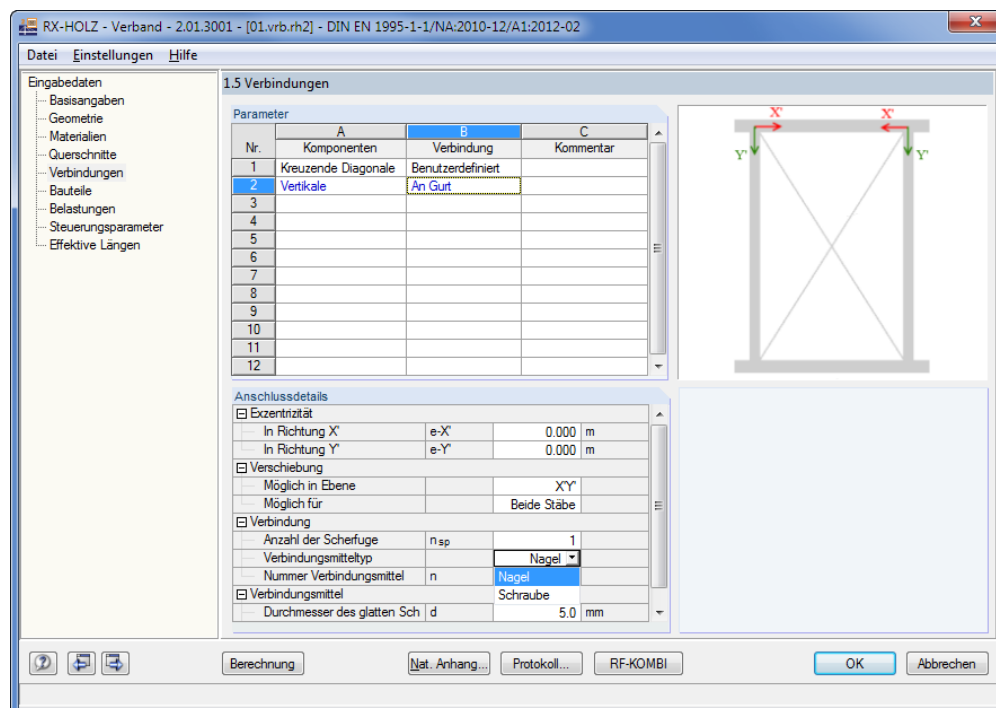 RX-HOLZ - Verband - 2.01.3001 - [01.vrb.rh2] - DIN EN 1995-1-1/NA:2010-12/A1:2012-02
Datei Einstellungen Hilfe
Eingabedaten
Basisangaben
Geometrie
Materialien
Querschnitte
Verbindungen
Bauteile
Belastungen
Steuerungsparameter
Effektive Längen
1.5 Verbindungen
Parameter
A B C
Nr. Komponenten Verbindung Kommentar
1 Kreuzende Diagonale Benutzerdefiniert
2 Vertikale An Gurt
3
4
5
6
7
8
9
10
11
12
X' X'
Y' Y'
Anschlussdetails
Exzentrizität
In Richtung X' e-X' 0.000 m
In Richtung Y' e-Y' 0.000 m
Verschiebung
Möglich in Ebene X'Y'
Möglich für Beide Stäbe
Verbindung
Anzahl der Scherfuge n sp 1
Verbindungsmitteltyp Nagel
Nummer Verbindungsmittel n Nagel
Verbindungsmittel Schraube
Durchmesser des glatten Sch d 5.0 mm
Berechnung Nat. Anhang... Protokoll... RF-KOMBI OK Abbrechen